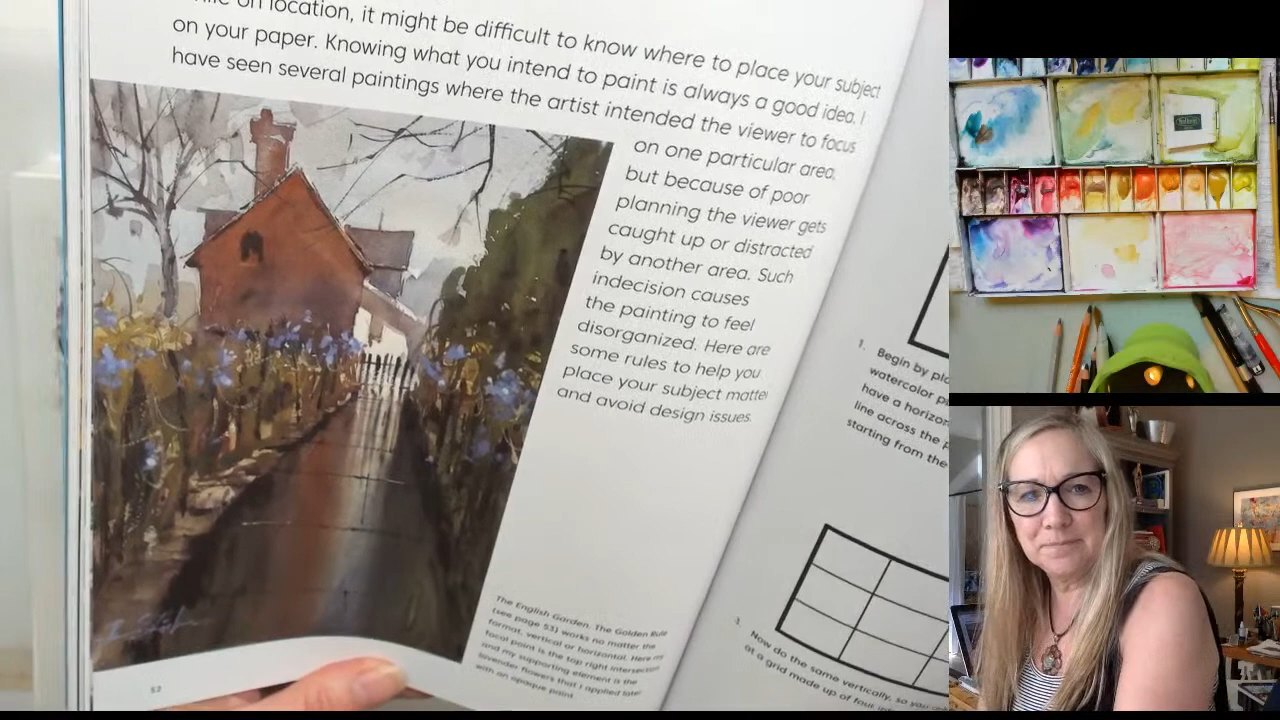 on location, it might be difficult to know where to place your subject
on your paper. Knowing what you intend to paint is always a good idea. I
have seen several paintings where the artist intended the viewer to focus
on one particular area,
but because of poor
planning the viewer gets
caught up or distracted
by another area. Such
indecision causes
the painting to feel
disorganized. Here are
some rules to help you
place your subject matter
and avoid design issues.
The English Garden. The Golden Rule
(see page 53) works no matter the
format, vertical or horizontal. Here my
focal point is the top right intersection
and my supporting element is the
lavender flowers that I applied later
with an opaque paint.
52
1. Begin by
watercolor
have a horizon
line across the
starting from the
3. Now do the same vertically, so you
at a grid made up of